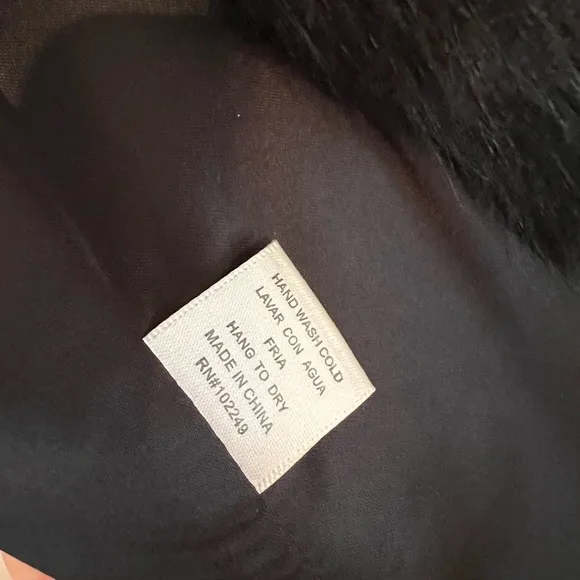 HAND WASH COLD
LAVAR CON AGUA
FRIA
HANG TO DRY
MADE IN CHINA
RN#102249